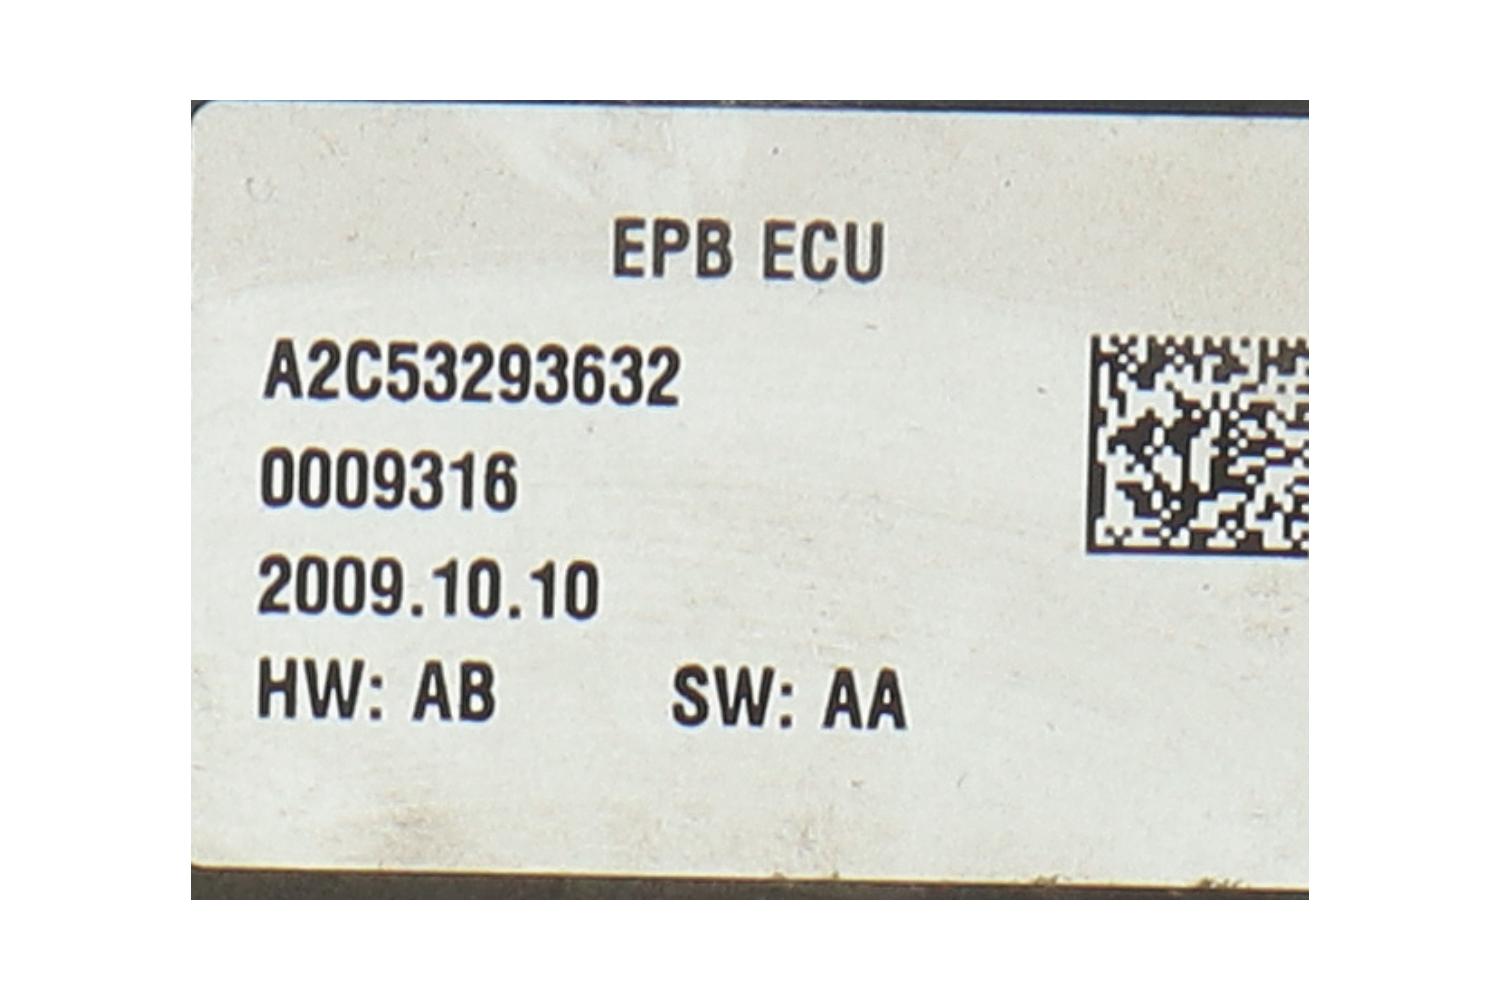 EPB ECU
A2C53293632
0009316
2009.10.10
HW: AB SW: AA